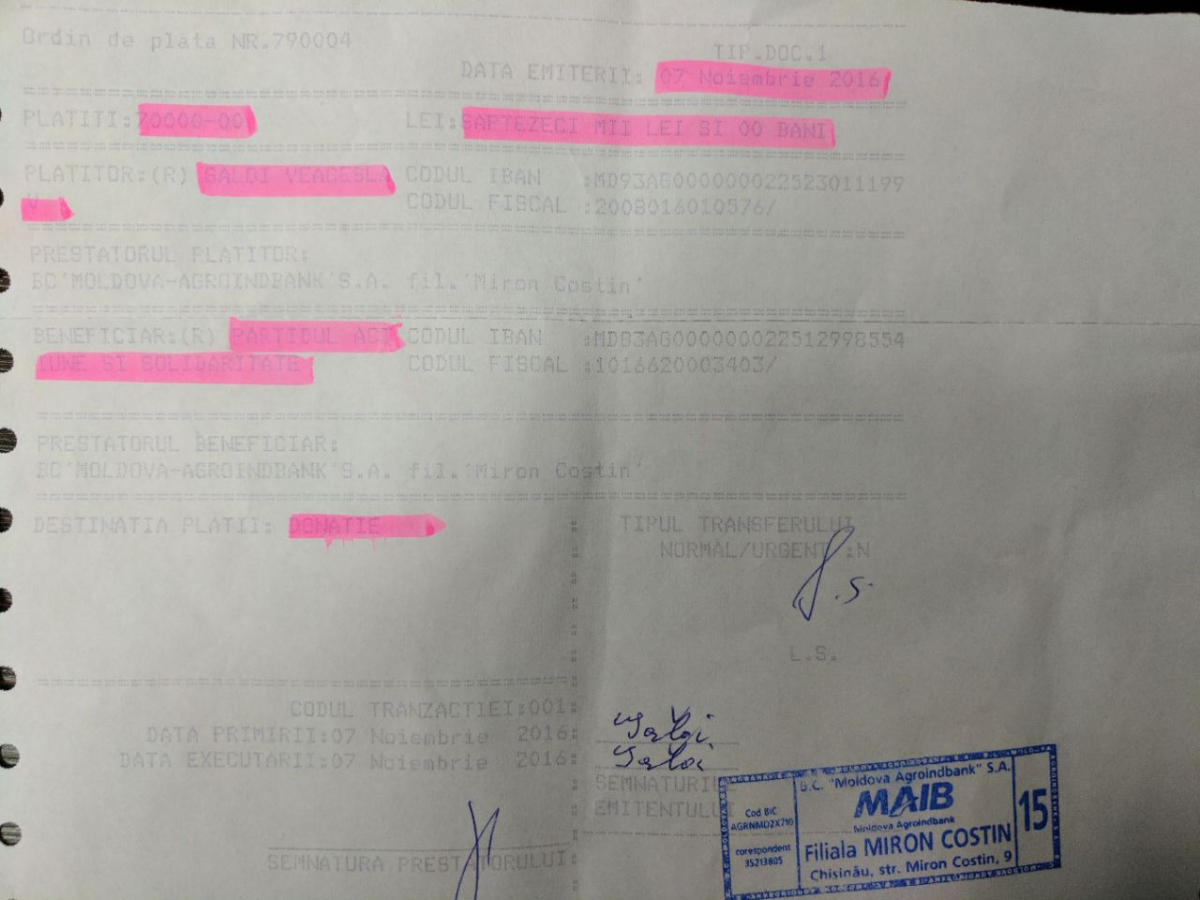 Ordin de plata NR.790004
TIP.DOC.1
DATA EMITERII: 07 Noiembrie 2016
PLATITI:70000-00 LEI:SAPTEZECI MII LEI SI 00 BANI
PLATITOR:(R) GALOI VEACESLA CODUL IBAN :MD93AG000000022523011199
V. CODUL FISCAL :2008016010576/
PRESTATORUL PLATITOR:
BC'MOLDOVA-AGROINDBANK'S.A. fil.'Miron Costin'
BENEFICIAR:(R) PARTIDUL ACT CODUL IBAN :MD83AG000000022512998554
IUNE SI SOLIDARITATE CODUL FISCAL :1016620003403/
PRESTATORUL BENEFICIAR:
BC'MOLDOVA-AGROINDBANK'S.A. fil.'Miron Costin'
DESTINATIA PLATII: DONATIE
TIPUL TRANSFERULUI
NORMAL/URGENT :N
L.S.
CODUL TRANZACTIEI:001:
DATA PRIMIRII:07 Noiembrie 2016:
DATA EXECUTARII:07 Noiembrie 2016:
SEMNATURILE
EMITENTULUI
SEMNATURA PRESTATORULUI:
Cod BIC
AGRNMD2X710
corespondent
35213805
B.C. "Moldova Agroindbank" S.A.
MAIB
Moldova Agroindbank
Filiala MIRON COSTIN
Chisinău, str. Miron Costin, 9
15